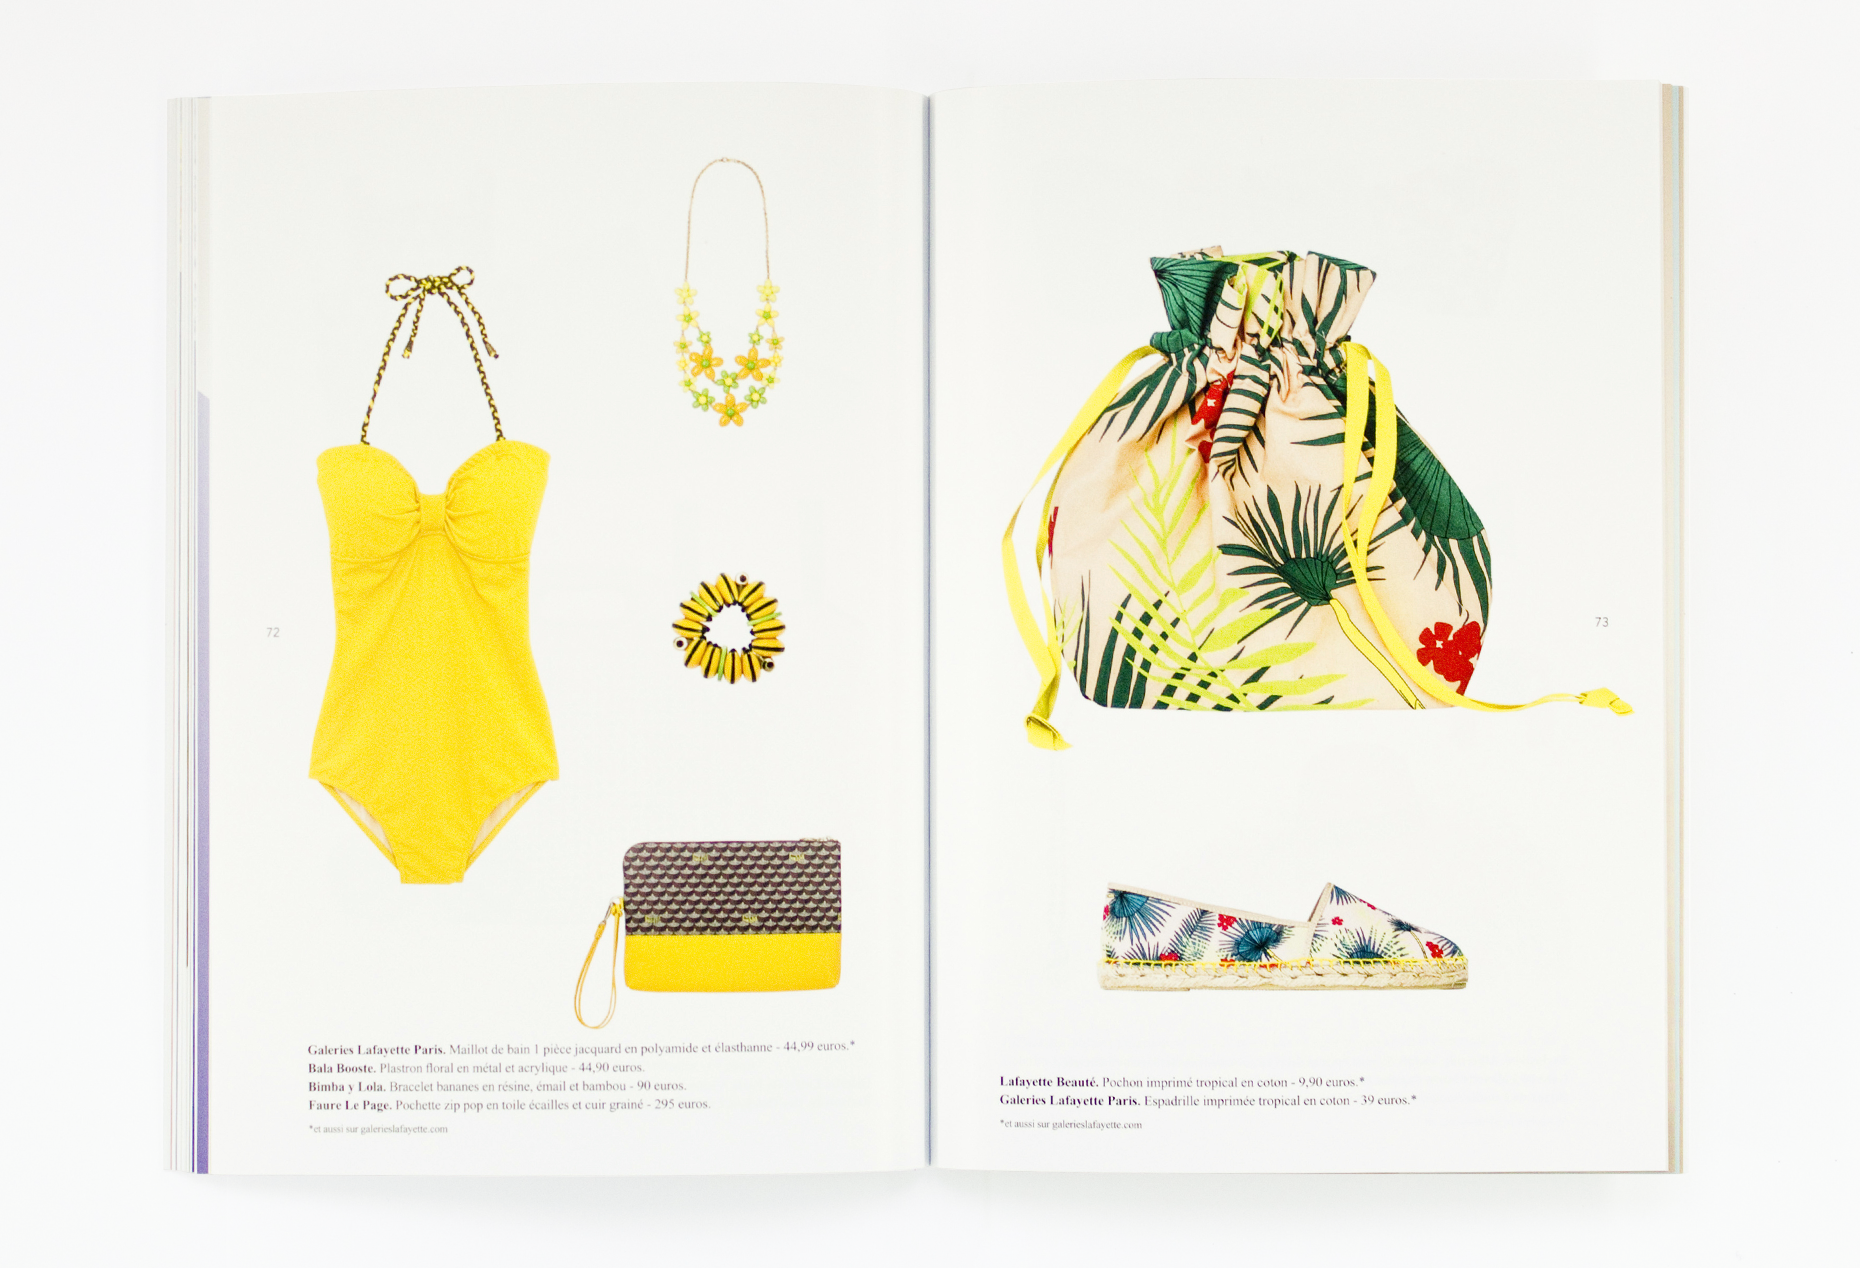 72
Galeries Lafayette Paris. Maillot de bain 1 pièce jacquard en polyamide et élasthanne - 44,99 euros.*
Bala Booste. Plastron floral en métal et acrylique - 44,90 euros.
Bimba y Lola. Bracelet bananes en résine, émail et bambou - 90 euros.
Faure Le Page. Pochette zip pop en toile écailles et cuir grainé - 295 euros.
*et aussi sur galerieslafayette.com
73
Lafayette Beauté. Pochon imprimé tropical en coton - 9,90 euros.*
Galeries Lafayette Paris. Espadrille imprimée tropical en coton - 39 euros.*
*et aussi sur galerieslafayette.com